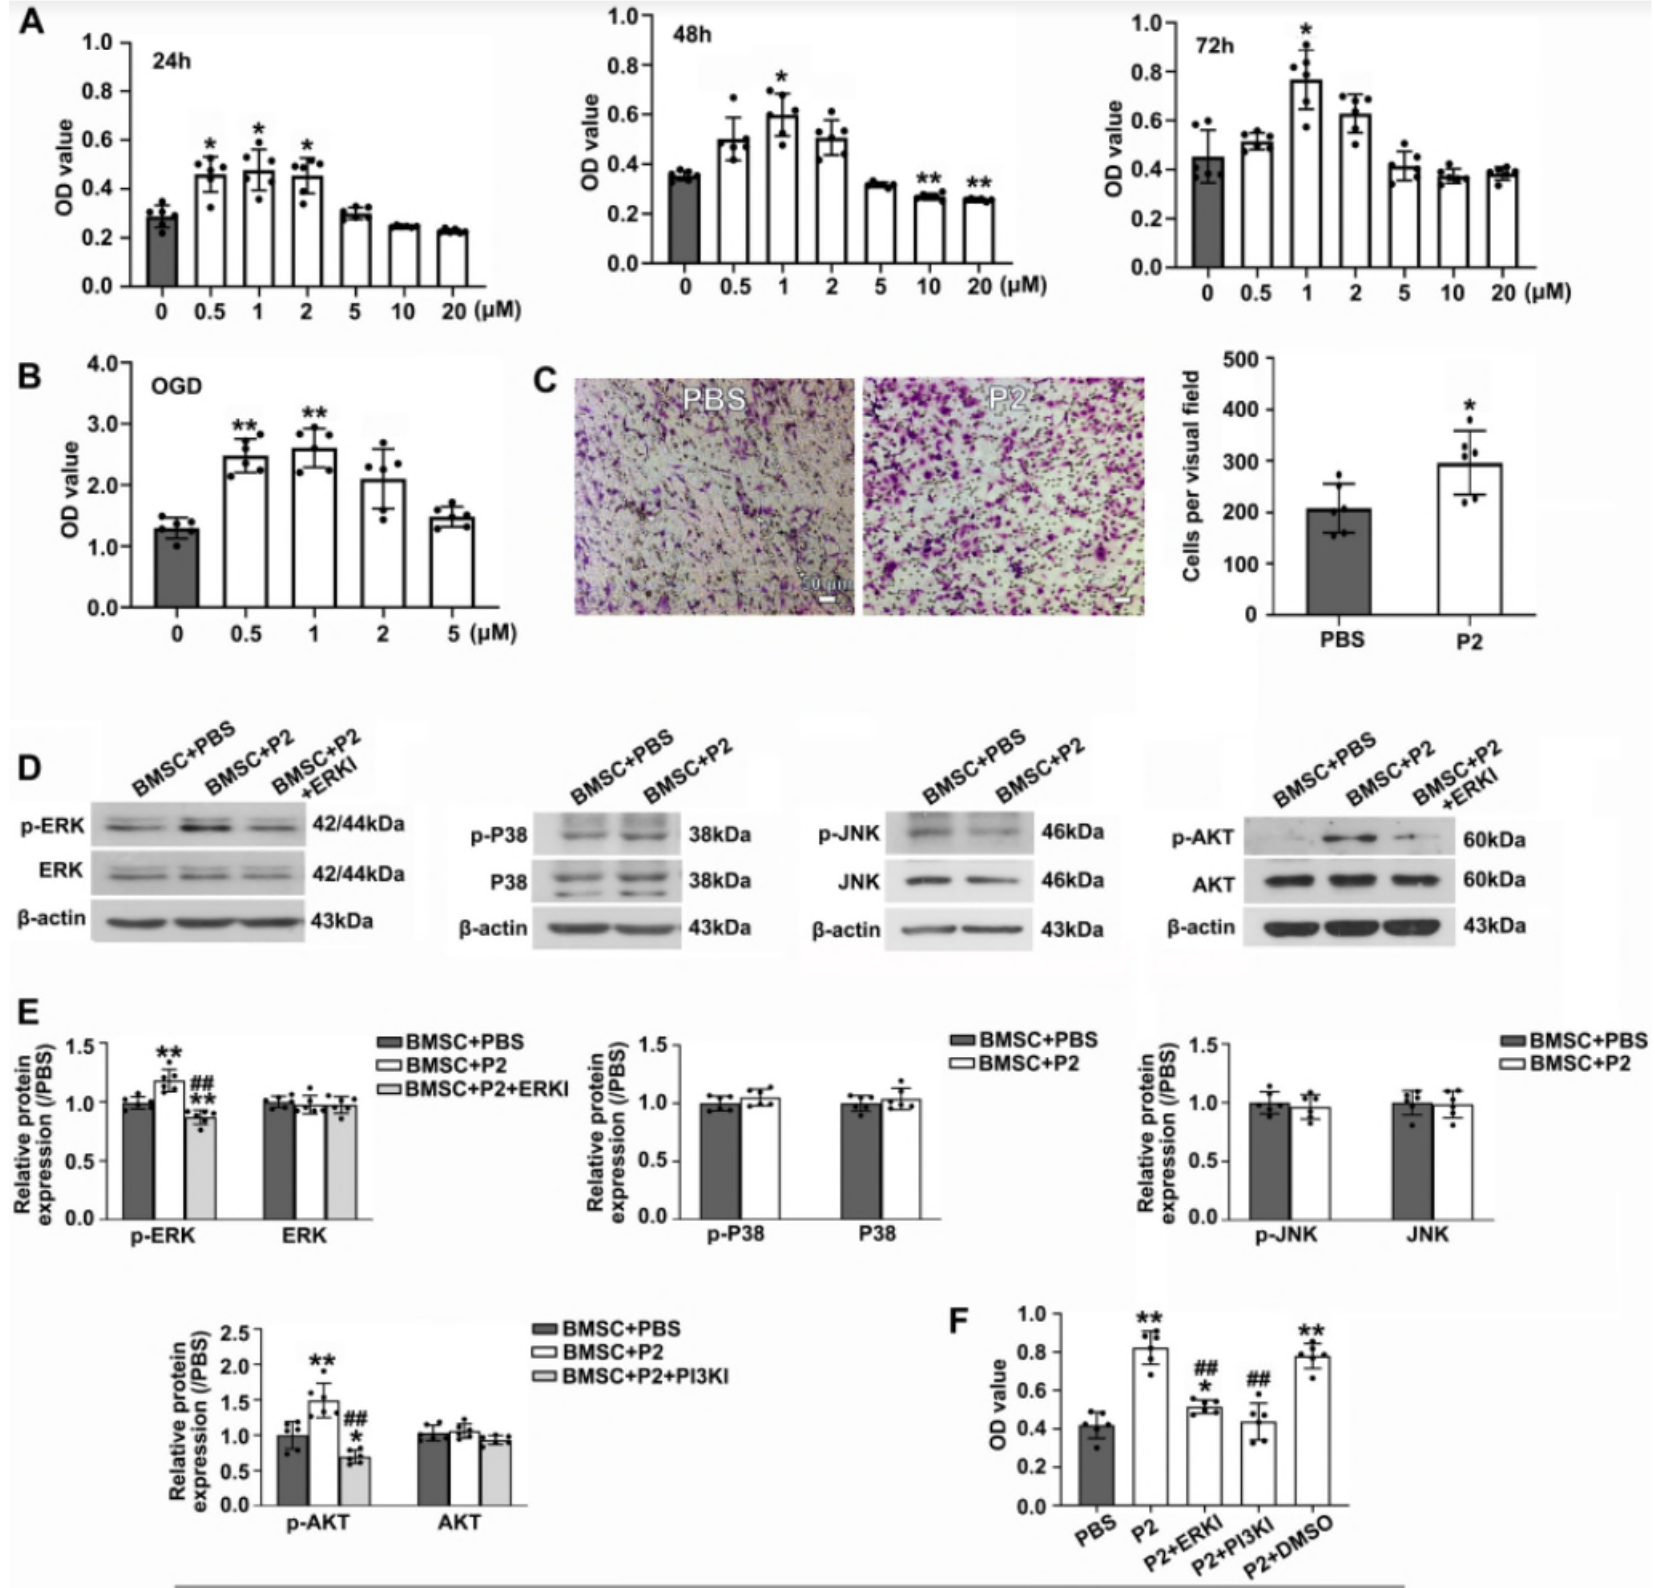 A
24h
OD value
1.0
0.8
0.6
0.4
0.2
0.0
*
*
*
0 0.5 1 2 5 10 20 (μM)
48h
OD value
1.0
0.8
0.6
0.4
0.2
0.0
*
**
**
0 0.5 1 2 5 10 20 (μM)
72h
OD value
1.0
0.8
0.6
0.4
0.2
0.0
*
0 0.5 1 2 5 10 20 (μM)
B
OGD
OD value
4.0
3.0
2.0
1.0
0.0
**
**
0 0.5 1 2 5 (μM)
C
PBS
50 μm
P2
Cells per visual field
500
400
300
200
100
0
*
PBS P2
D
BMSC+PBS
BMSC+P2
BMSC+P2
+ERKI
p-ERK 42/44kDa
ERK 42/44kDa
β-actin 43kDa
BMSC+PBS
BMSC+P2
p-P38 38kDa
P38 38kDa
β-actin 43kDa
BMSC+PBS
BMSC+P2
p-JNK 46kDa
JNK 46kDa
β-actin 43kDa
BMSC+PBS
BMSC+P2
BMSC+P2
+ERKI
p-AKT 60kDa
AKT 60kDa
β-actin 43kDa
E
Relative protein
expression (/PBS)
1.5
1.0
0.5
0.0
**
##
**
p-ERK ERK
BMSC+PBS
BMSC+P2
BMSC+P2+ERKI
Relative protein
expression (/PBS)
1.5
1.0
0.5
0.0
p-P38 P38
BMSC+PBS
BMSC+P2
Relative protein
expression (/PBS)
1.5
1.0
0.5
0.0
p-JNK JNK
BMSC+PBS
BMSC+P2
Relative protein
expression (/PBS)
2.5
2.0
1.5
1.0
0.5
0.0
**
##
*
p-AKT AKT
BMSC+PBS
BMSC+P2
BMSC+P2+PI3KI
F
OD value
1.0
0.8
0.6
0.4
0.2
0.0
**
##
*
##
**
PBS
P2
P2+ERKI
P2+PI3KI
P2+DMSO